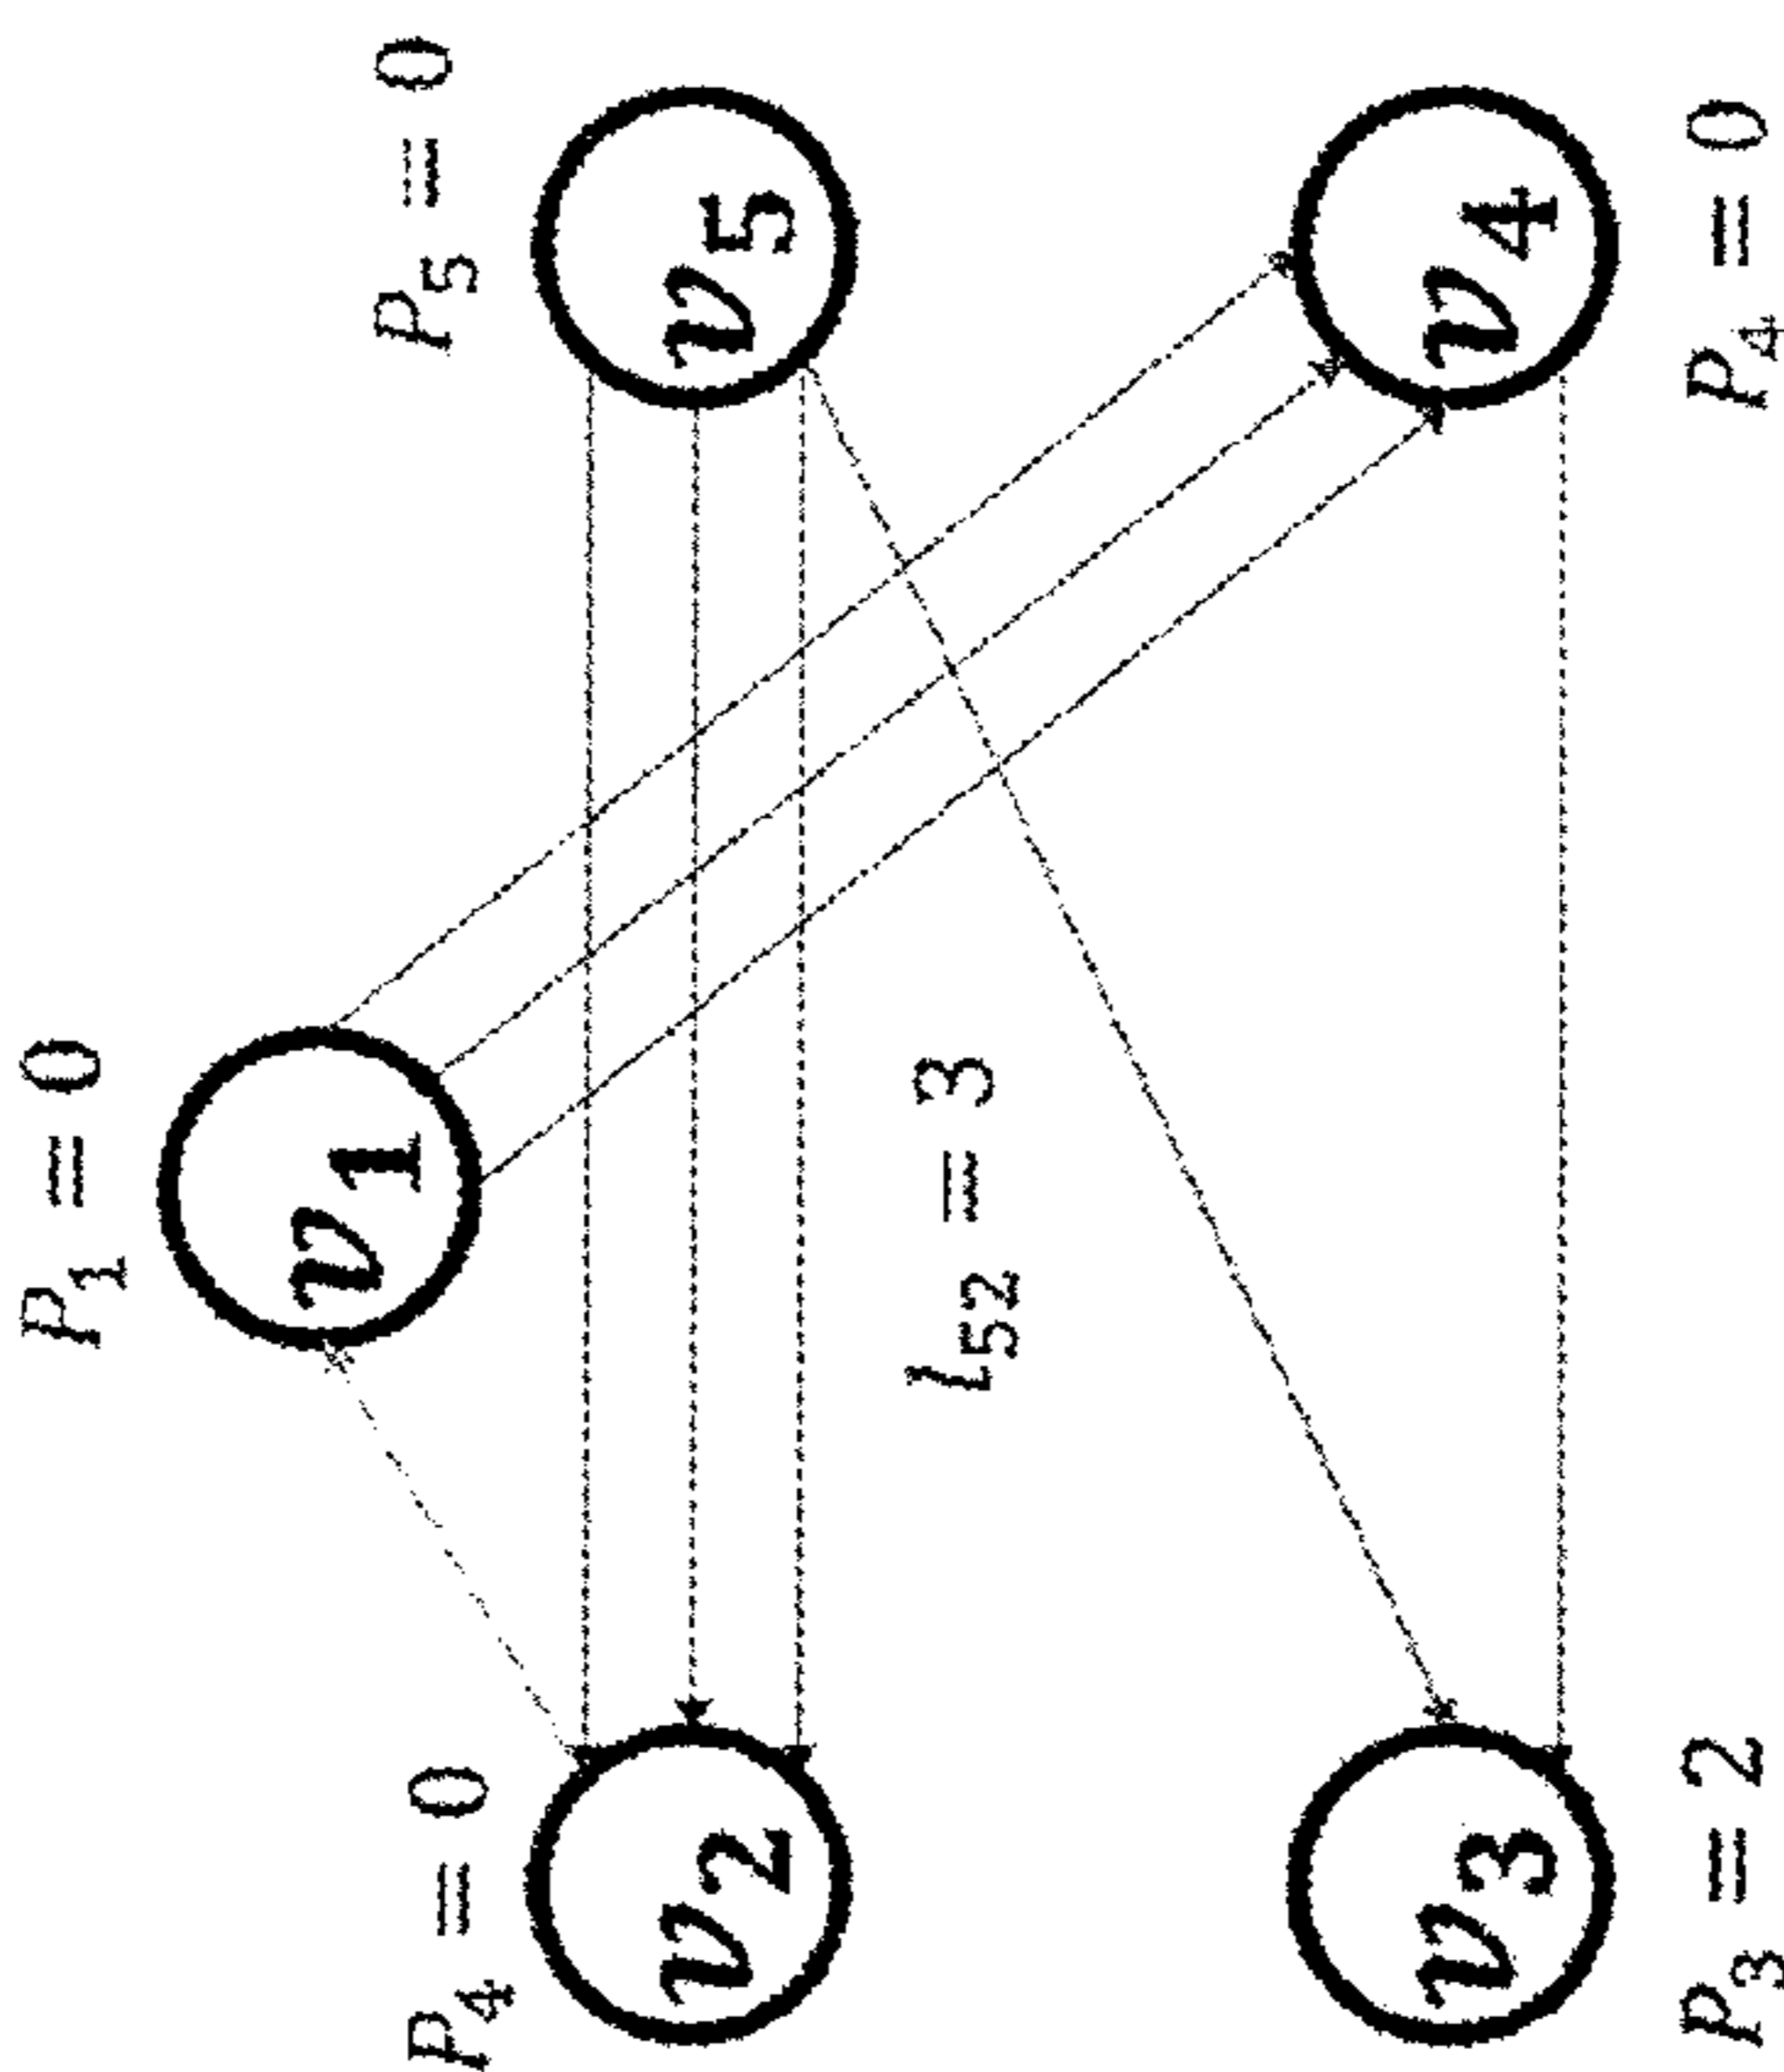 P₁ = 0
v1
P₄ = 0
P₅ = 0
v2
v5
l₅₂ = 3
v3
v4
P₃ = 2
P₄ = 0